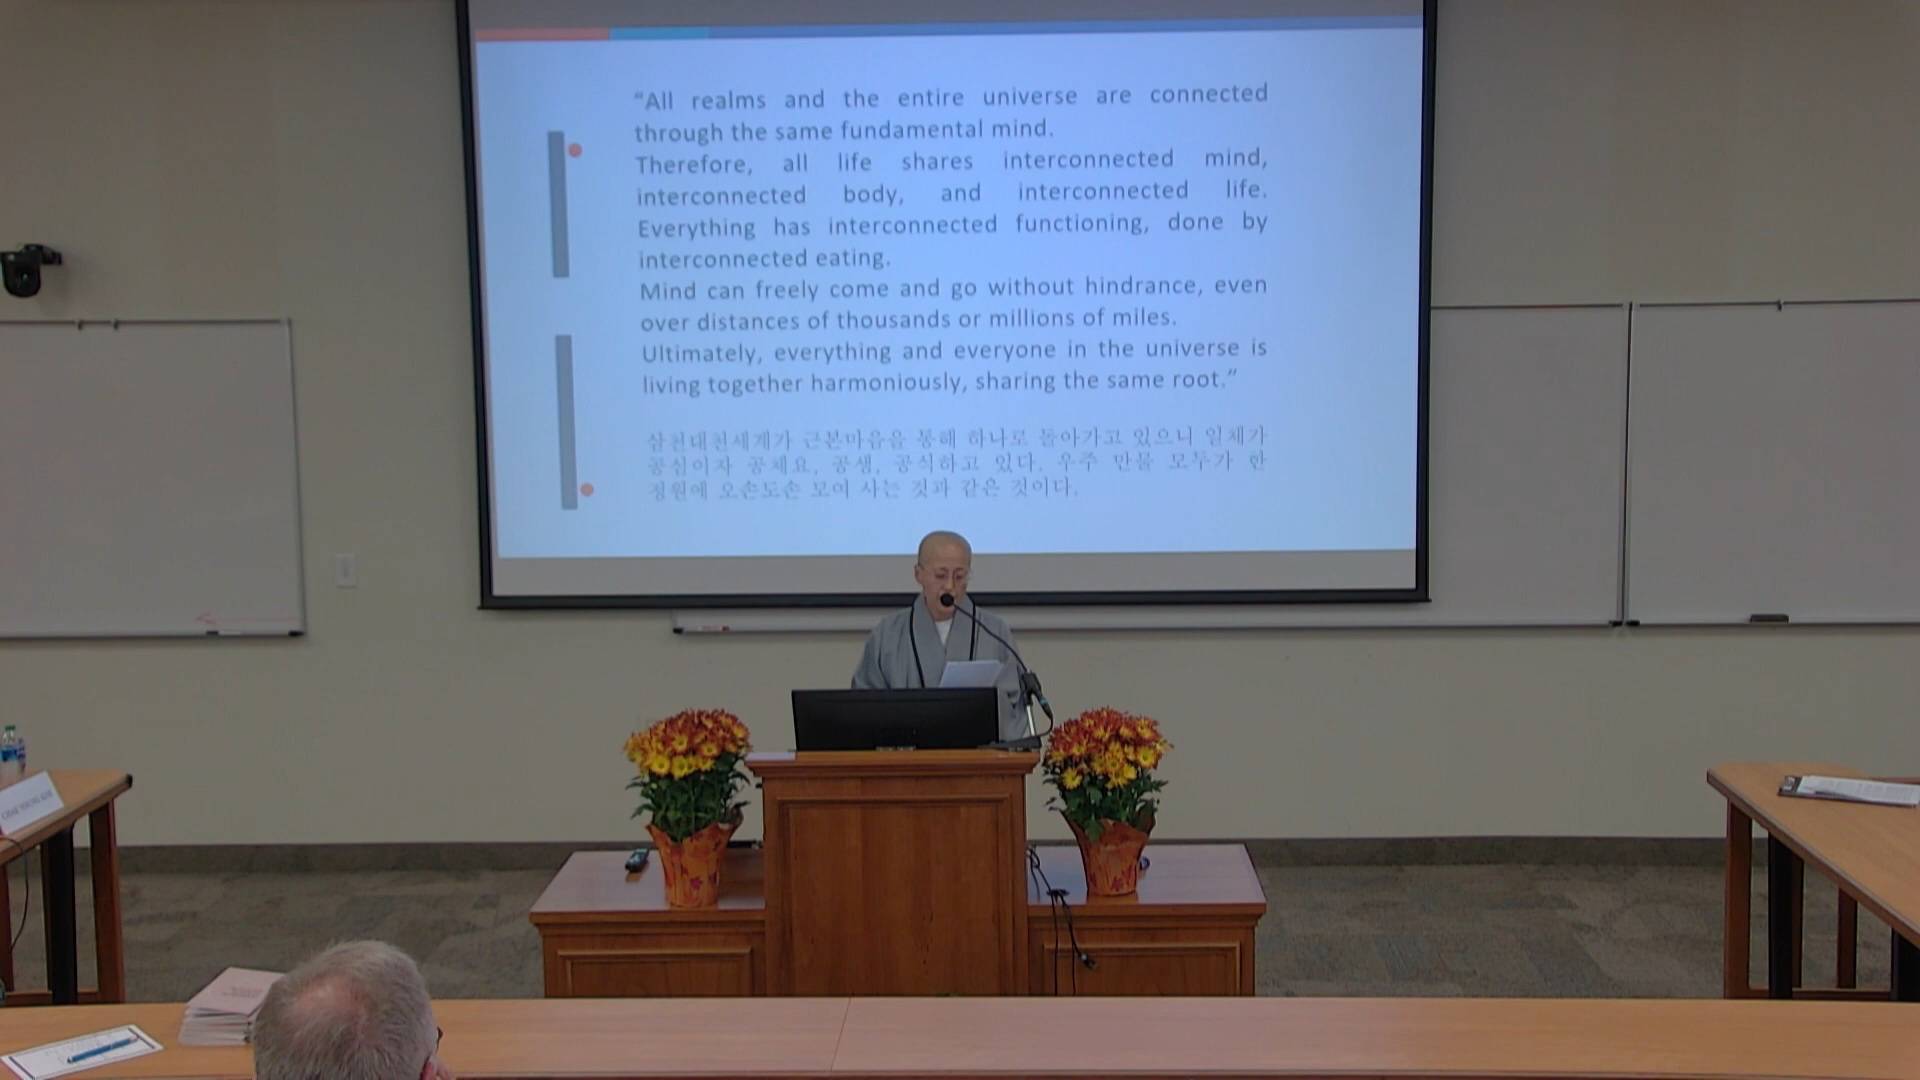 “All realms and the entire universe are connected
through the same fundamental mind.
Therefore, all life shares interconnected mind,
interconnected body, and interconnected life.
Everything has interconnected functioning, done by
interconnected eating.
Mind can freely come and go without hindrance, even
over distances of thousands or millions of miles.
Ultimately, everything and everyone in the universe is
living together harmoniously, sharing the same root.”
삼천대천세계가 근본마음을 통해 하나로 돌아가고 있으니 일체가
공심이자 공체요, 공생, 공식하고 있다. 우주 만물 모두가 한
정원에 오손도손 모여 사는 것과 같은 것이다.